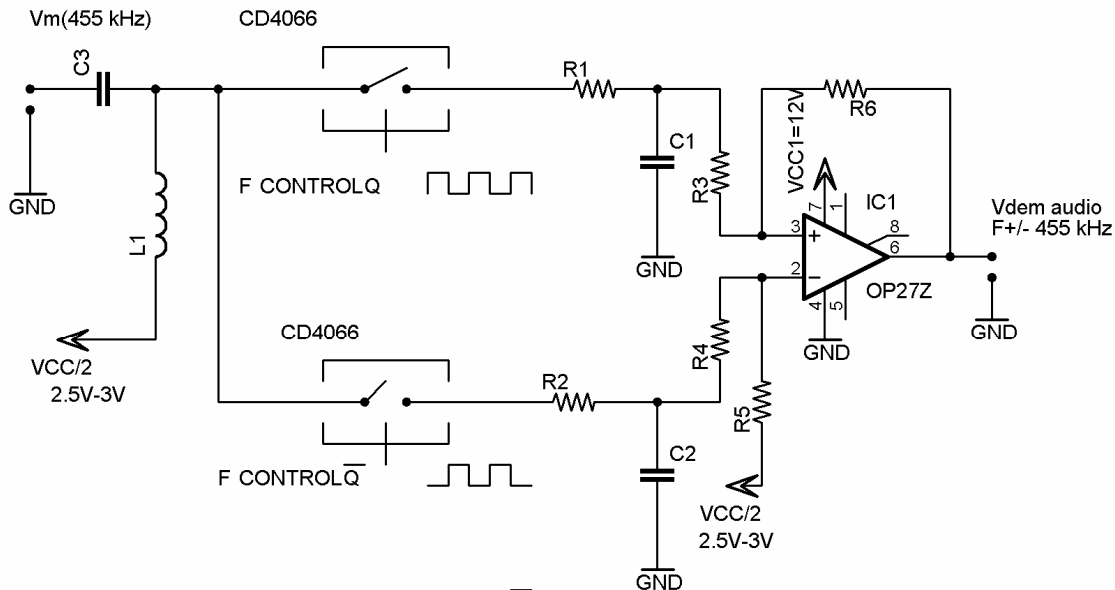 Vm(455 kHz)
CD4066
C3
R1
R6
VCC1=12V
C1
R3
F CONTROLQ
GND
L1
7
1
IC1
3
+
8
6
2
-
4
5
OP27Z
Vdem audio
F+/- 455 kHz
GND
GND
GND
CD4066
VCC/2
2.5V-3V
R4
R2
R5
C2
F CONTROLQ̅
VCC/2
2.5V-3V
GND